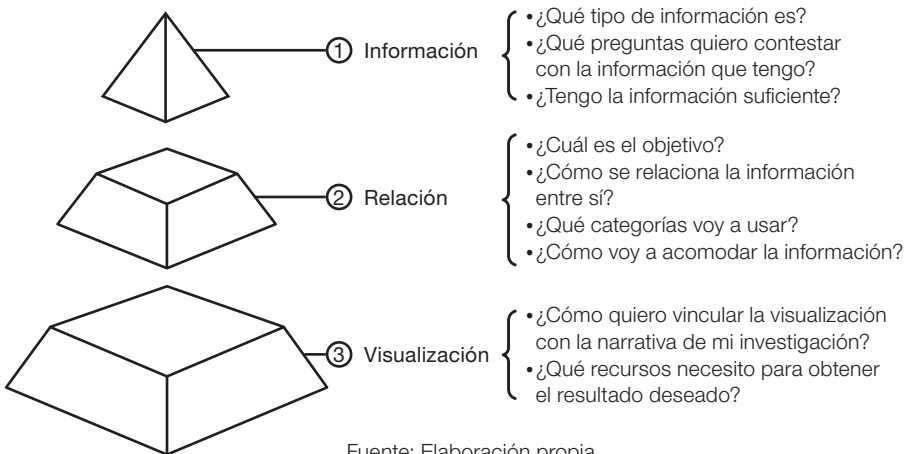 ① Información
• ¿Qué tipo de información es?
• ¿Qué preguntas quiero contestar
con la información que tengo?
• ¿Tengo la información suficiente?
② Relación
• ¿Cuál es el objetivo?
• ¿Cómo se relaciona la información
entre sí?
• ¿Qué categorías voy a usar?
• ¿Cómo voy a acomodar la información?
③ Visualización
• ¿Cómo quiero vincular la visualización
con la narrativa de mi investigación?
• ¿Qué recursos necesito para obtener
el resultado deseado?
Fuente: Elaboración propia